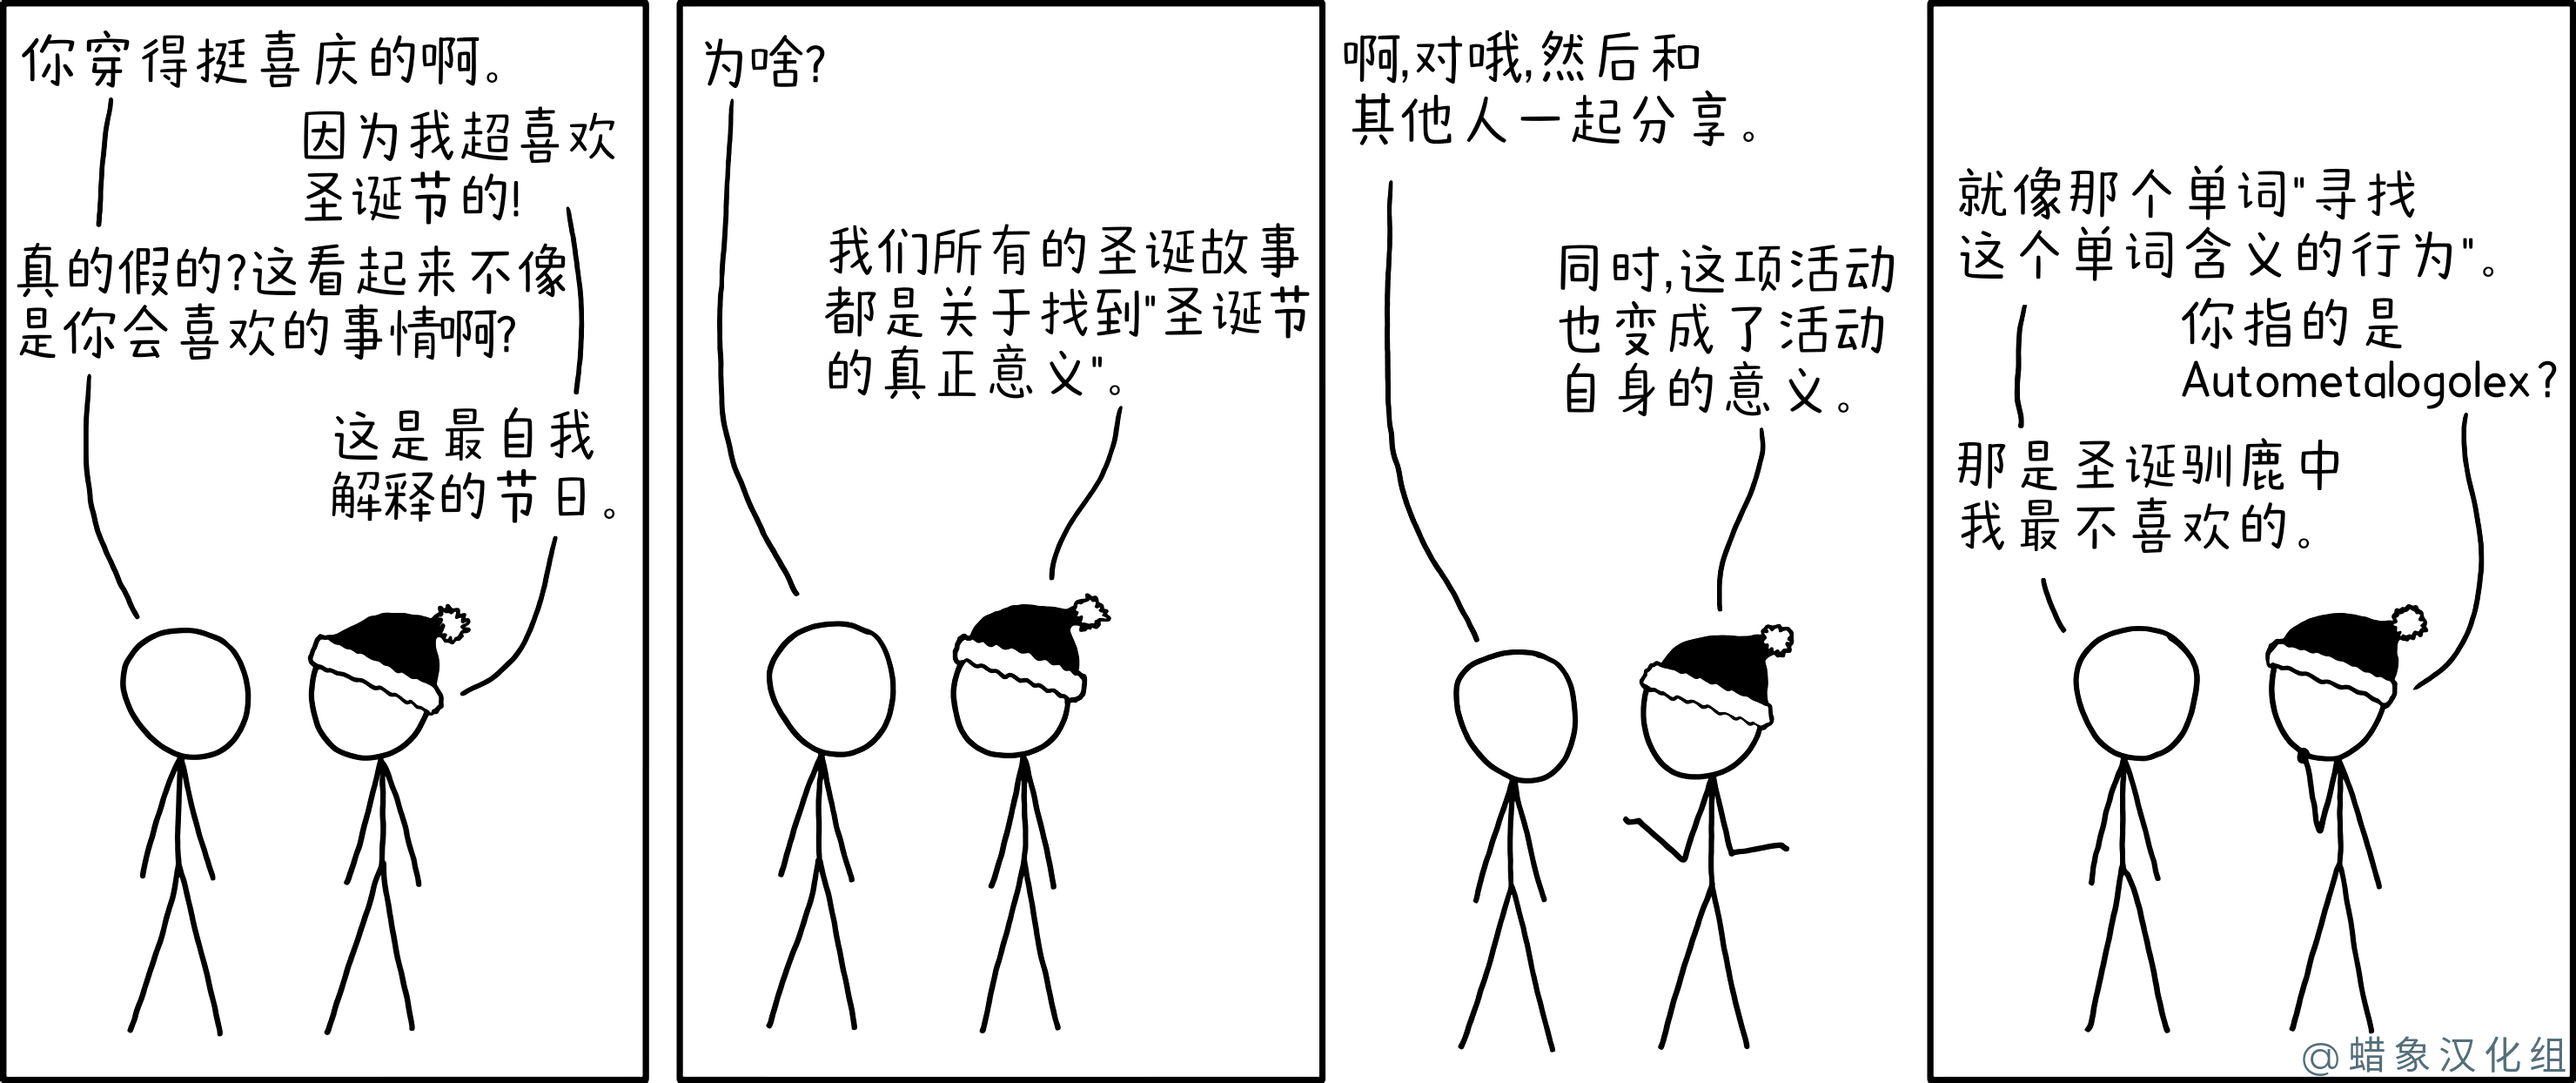 你穿得挺喜庆的啊。
因为我超喜欢
圣诞节的!
真的假的?这看起来不像
是你会喜欢的事情啊?
这是最自我
解释的节日。
为啥?
我们所有的圣诞故事
都是关于找到"圣诞节
的真正意义"。
啊,对哦,然后和
其他人一起分享。
同时,这项活动
也变成了活动
自身的意义。
就像那个单词"寻找
这个单词含义的行为"。
你指的是
Autometalogolex?
那是圣诞驯鹿中
我最不喜欢的。
@蜡象汉化组